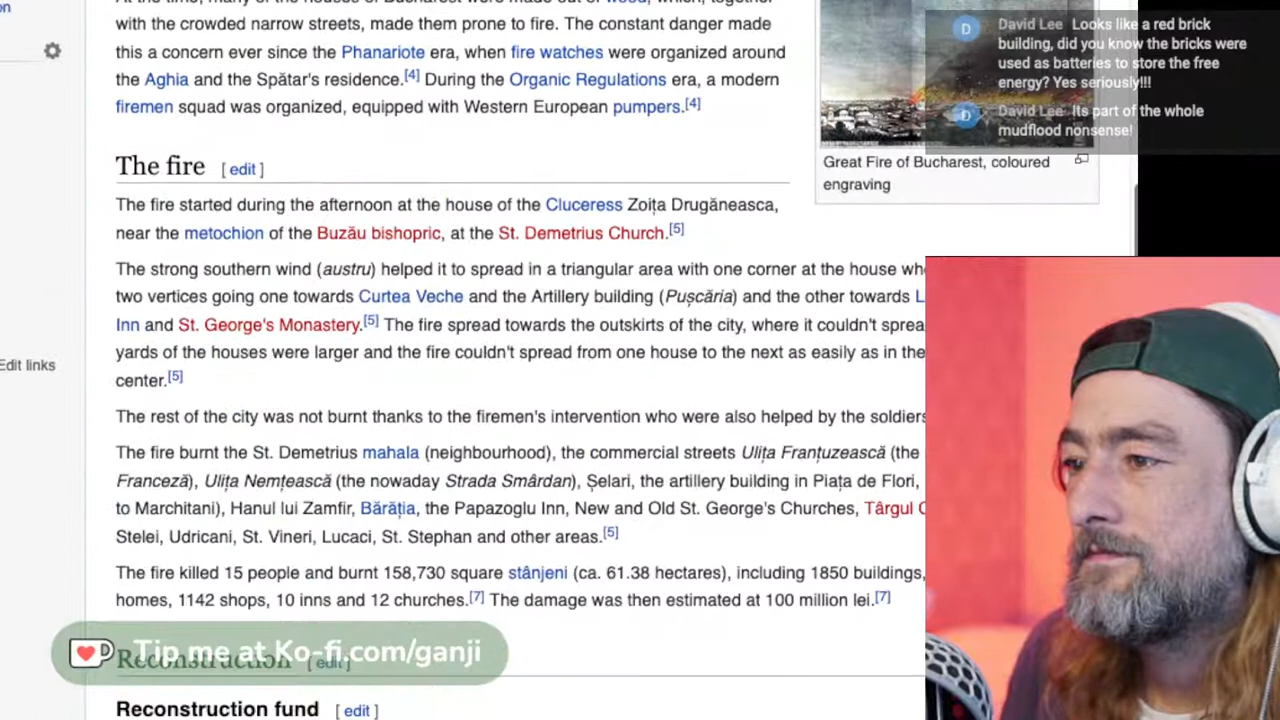 with the crowded narrow streets, made them prone to fire. The constant danger made
this a concern ever since the Phanariote era, when fire watches were organized around
the Aghia and the Spătar's residence.[4] During the Organic Regulations era, a modern
firemen squad was organized, equipped with Western European pumpers.[4]
The fire [ edit ]
The fire started during the afternoon at the house of the Cluceress Zoița Drugăneasca,
near the metochion of the Buzău bishopric, at the St. Demetrius Church.[5]
The strong southern wind (austru) helped it to spread in a triangular area with one corner at the house
two vertices going one towards Curtea Veche and the Artillery building (Pușcăria) and the other towards
Inn and St. George's Monastery.[5] The fire spread towards the outskirts of the city, where it couldn't
yards of the houses were larger and the fire couldn't spread from one house to the next as easily as in the
center.[5]
The rest of the city was not burnt thanks to the firemen's intervention who were also helped by the soldiers
The fire burnt the St. Demetrius mahala (neighbourhood), the commercial streets Ulița Franțuzească (the
Franceză), Ulița Nemțească (the nowaday Strada Smârdan), Șelari, the artillery building in Piața de Flori,
to Marchitani), Hanul lui Zamfir, Bărăția, the Papazoglu Inn, New and Old St. George's Churches, Târgul
Stelei, Udricani, St. Vineri, Lucaci, St. Stephan and other areas.[5]
The fire killed 15 people and burnt 158,730 square stânjeni (ca. 61.38 hectares), including 1850 buildings,
homes, 1142 shops, 10 inns and 12 churches.[7] The damage was then estimated at 100 million lei.[7]
Reconstruction [ edit ]
Reconstruction fund [ edit ]
Edit links
Great Fire of Bucharest, coloured
engraving
D David Lee Looks like a red brick
building, did you know the bricks were
used as batteries to store the free
energy? Yes seriously!!!
D David Lee Its part of the whole
mudflood nonsense!
Tip me at Ko-fi.com/ganji